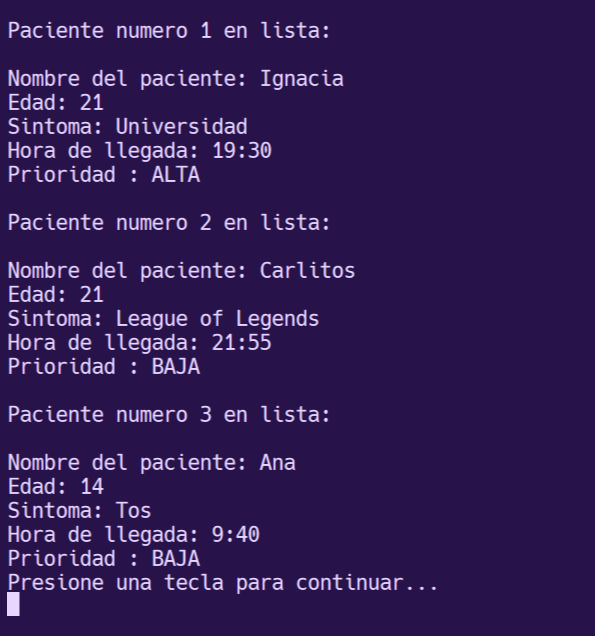 Paciente numero 1 en lista:
Nombre del paciente: Ignacia
Edad: 21
Sintoma: Universidad
Hora de llegada: 19:30
Prioridad : ALTA
Paciente numero 2 en lista:
Nombre del paciente: Carlitos
Edad: 21
Sintoma: League of Legends
Hora de llegada: 21:55
Prioridad : BAJA
Paciente numero 3 en lista:
Nombre del paciente: Ana
Edad: 14
Sintoma: Tos
Hora de llegada: 9:40
Prioridad : BAJA
Presione una tecla para continuar...